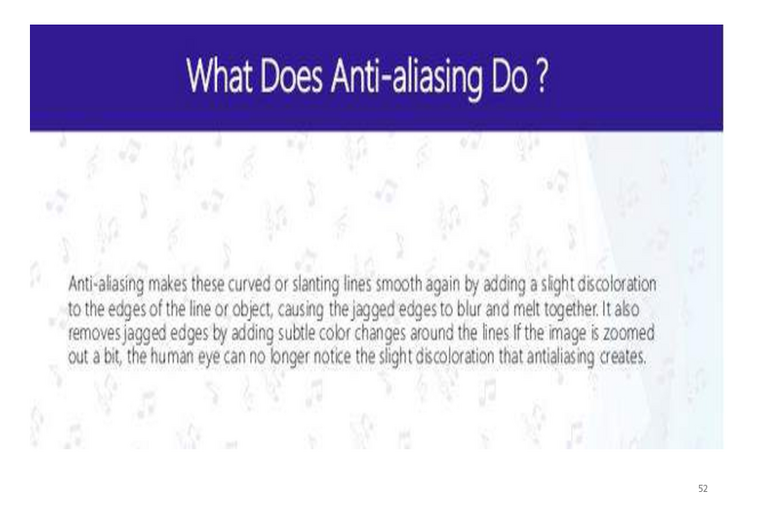 What Does Anti-aliasing Do ?
Anti-aliasing makes these curved or slanting lines smooth again by adding a slight discoloration
to the edges of the line or object, causing the jagged edges to blur and melt together. It also
removes jagged edges by adding subtle color changes around the lines If the image is zoomed
out a bit, the human eye can no longer notice the slight discoloration that antialiasing creates.
52